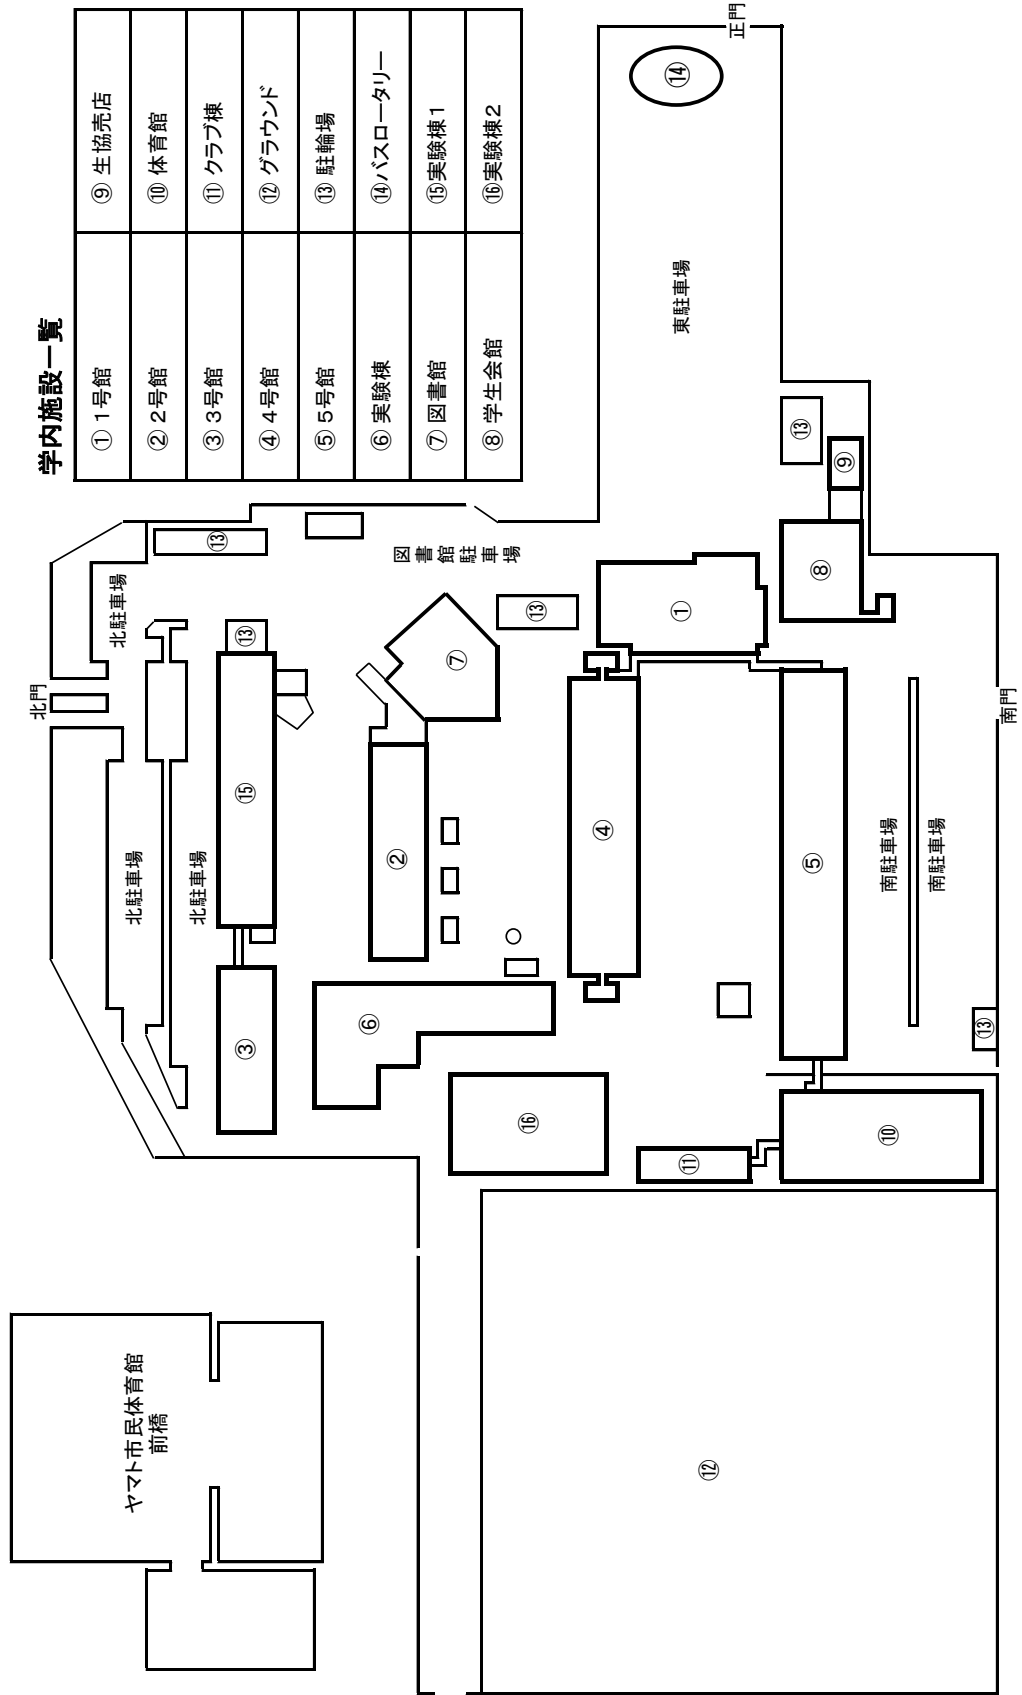 学内施設一覧
① 1号館
⑨ 生協売店
② 2号館
⑩ 体育館
③ 3号館
⑪ クラブ棟
④ 4号館
⑫ グラウンド
⑤ 5号館
⑬ 駐輪場
⑥ 実験棟
⑭バスロータリー
⑦ 図書館
⑮実験棟1
⑧ 学生会館
⑯実験棟2
ヤマト市民体育館
前橋
北門
北駐車場
⑬
北駐車場
北駐車場
③
⑮
⑬
図書館駐車場
⑥
②
⑦
⑬
⑯
④
①
東駐車場
⑭
正門
⑫
⑪
⑩
⑤
⑧
⑨
⑬
南駐車場
南駐車場
⑬
南門